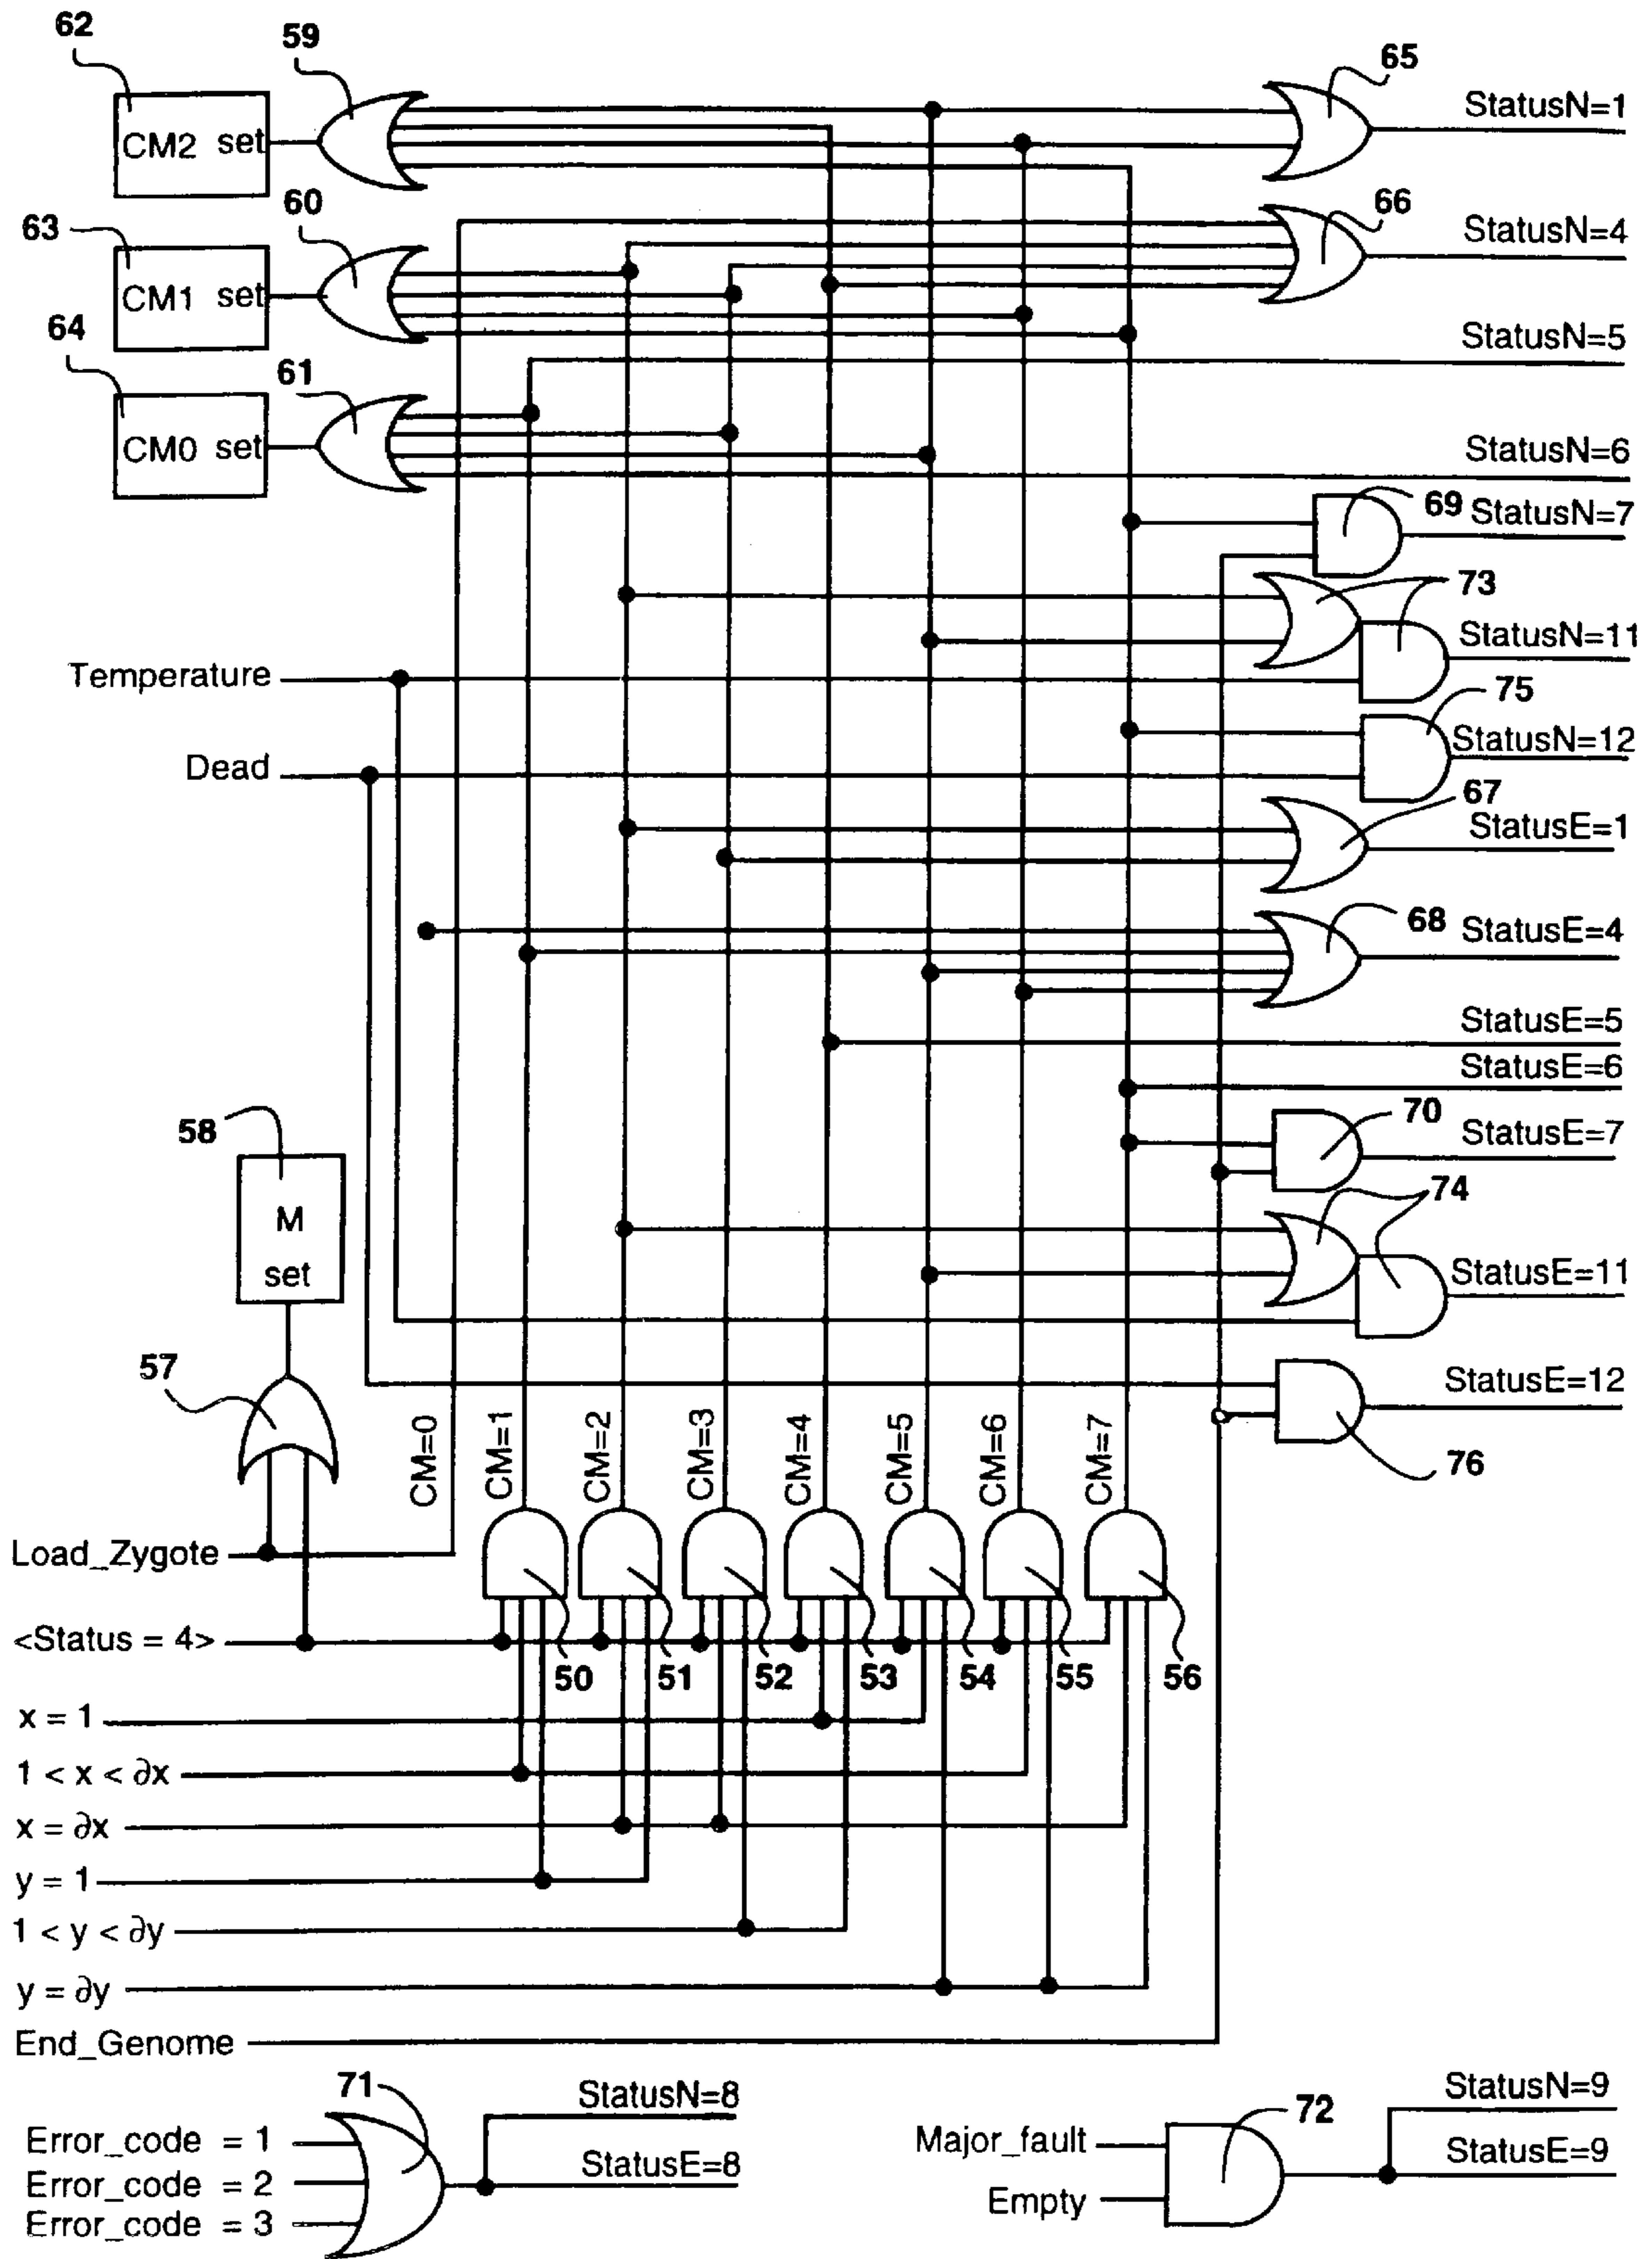 62
59
65
CM2 set
StatusN=1
63
60
66
CM1 set
StatusN=4
64
61
StatusN=5
CM0 set
StatusN=6
69
StatusN=7
73
StatusN=11
Temperature
75
StatusN=12
Dead
67
StatusE=1
68
StatusE=4
StatusE=5
StatusE=6
58
M
set
70
StatusE=7
74
StatusE=11
57
StatusE=12
76
CM=0
CM=1
CM=2
CM=3
CM=4
CM=5
CM=6
CM=7
Load_Zygote
<Status = 4>
50
51
52
53
54
55
56
x = 1
1 < x < ∂x
x = ∂x
y = 1
1 < y < ∂y
y = ∂y
End_Genome
71
StatusN=8
Error_code = 1
Error_code = 2
Error_code = 3
StatusE=8
72
StatusN=9
Major_fault
StatusE=9
Empty